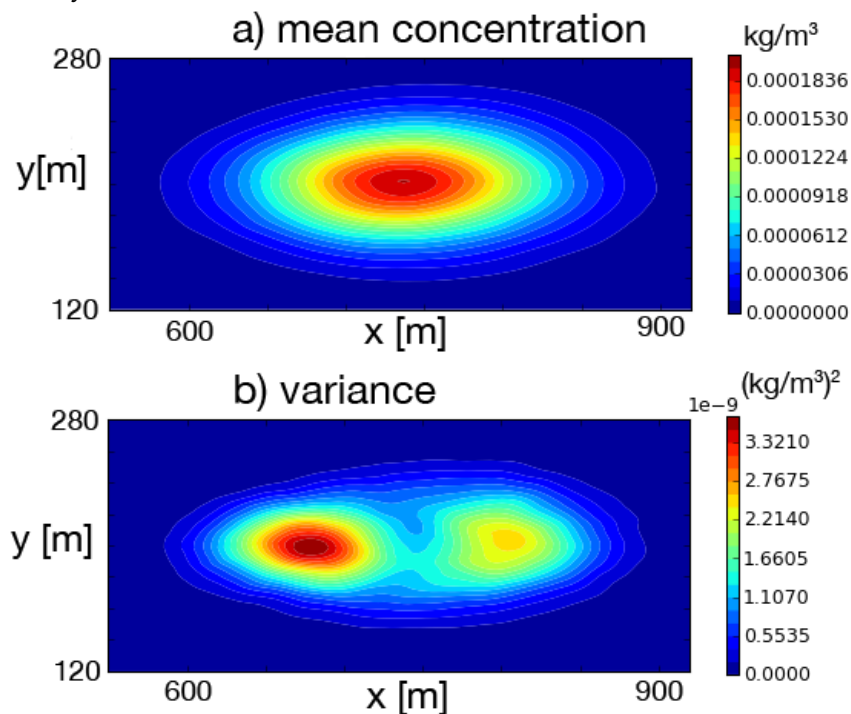 a) mean concentration
kg/m³
280
y[m]
120
600
x [m]
900
0.0001836
0.0001530
0.0001224
0.0000918
0.0000612
0.0000306
0.0000000
b) variance
(kg/m³)²
1e−9
280
y [m]
120
600
x [m]
900
3.3210
2.7675
2.2140
1.6605
1.1070
0.5535
0.0000